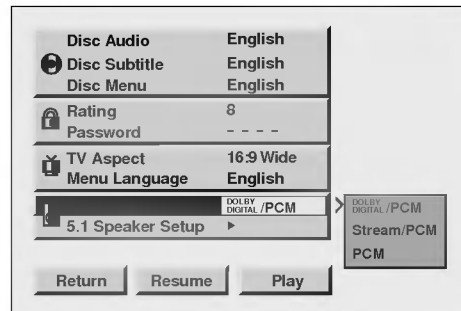 Disc Audio English
Disc Subtitle English
Disc Menu English
Rating 8
Password - - - -
TV Aspect 16:9 Wide
Menu Language English
DOLBY DIGITAL /PCM
5.1 Speaker Setup ▶
DOLBY DIGITAL /PCM
Stream/PCM
PCM
Return Resume Play